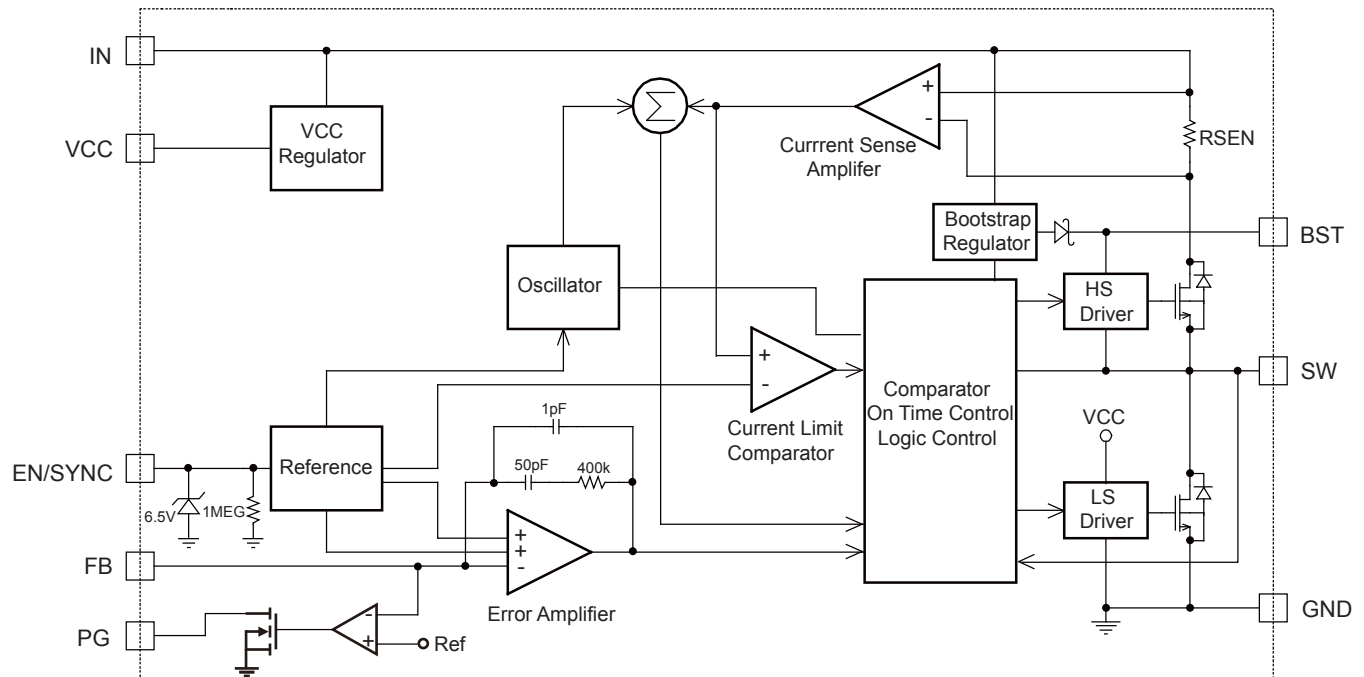 IN
VCC
Regulator
VCC
Σ
+
-
Currrent Sense
Amplifer
RSEN
Bootstrap
Regulator
BST
Oscillator
HS
Driver
+
-
Current Limit
Comparator
Comparator
On Time Control
Logic Control
SW
VCC
1pF
50pF
400k
EN/SYNC
Reference
6.5V
1MEG
LS
Driver
+
+
-
Error Amplifier
FB
GND
PG
-
+
Ref